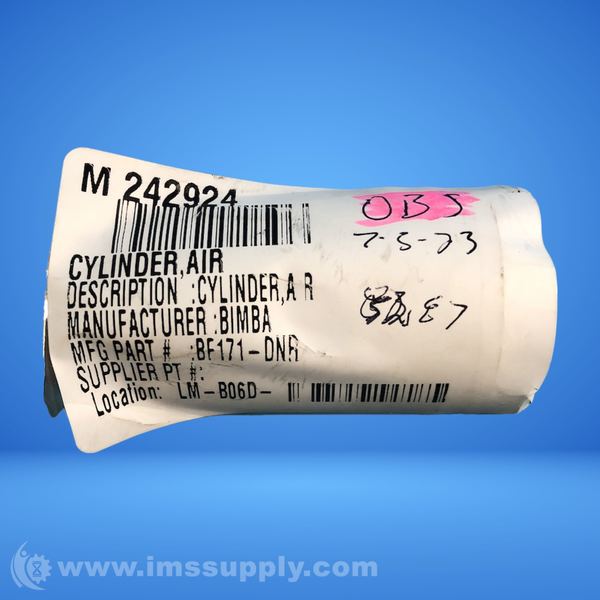 M 242924
CYLINDER,AIR
DESCRIPTION :CYLINDER,A R
MANUFACTURER :BIMBA
MFG PART # :BF171-DNR
SUPPLIER PT #:
Location: LM-B06D-
OBS
7-5-23
www.imssupply.com